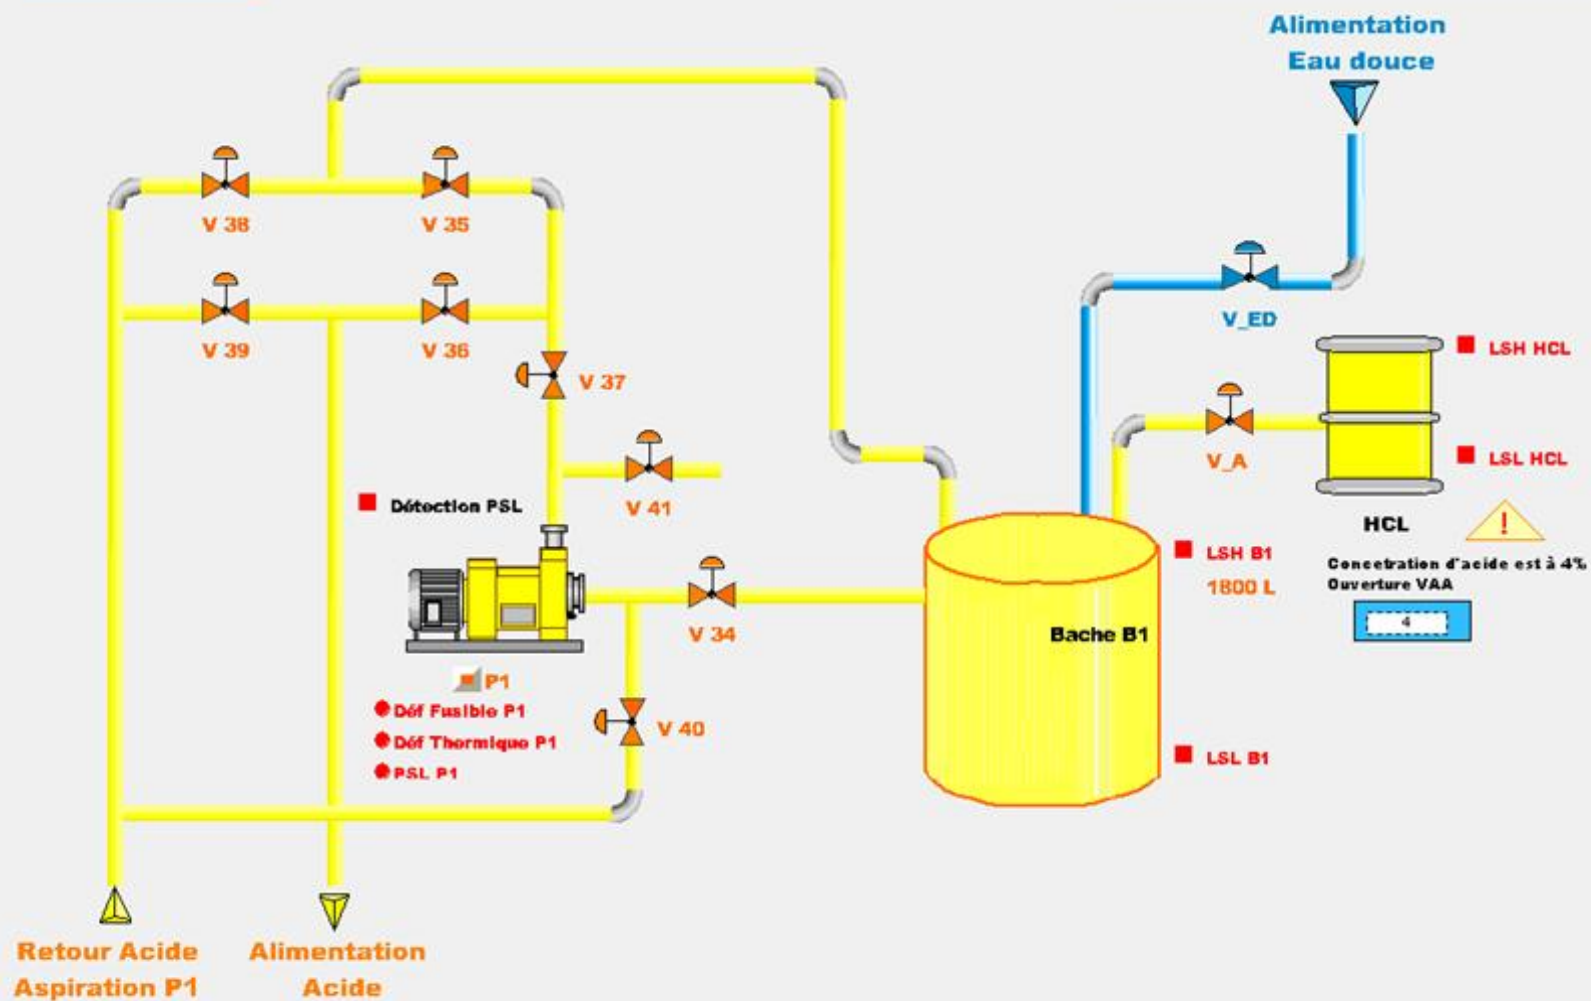 Alimentation
Eau douce
V 38
V 35
V_ED
V 39
V 36
LSH HCL
V 37
V_A
LSL HCL
Détection PSL
V 41
HCL
!
LSH B1
Concetration d'acide est à 4%
1800 L
Ouverture VAA
4
V 34
Bache B1
P1
Déf Fusible P1
V 40
Déf Thermique P1
LSL B1
PSL P1
Retour Acide
Aspiration P1
Alimentation
Acide